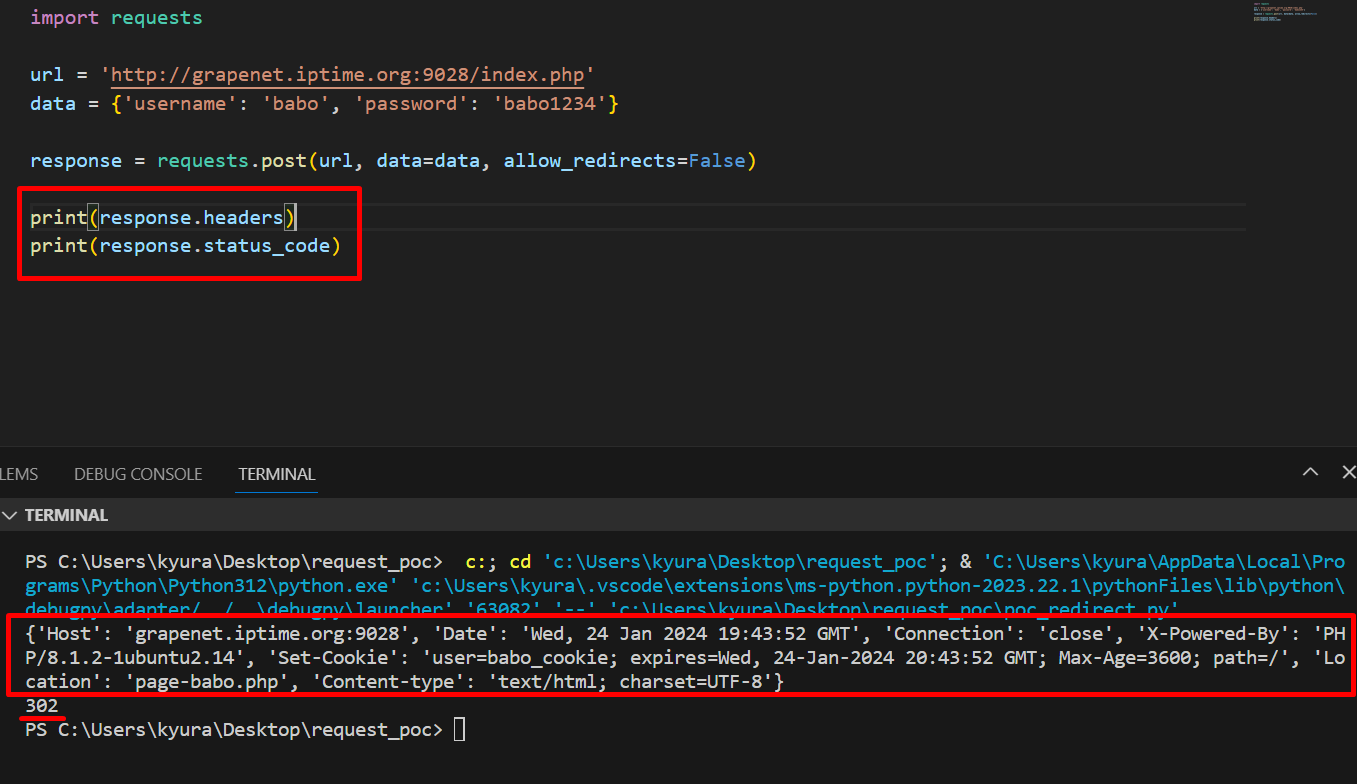 import requests
url = 'http://grapenet.iptime.org:9028/index.php'
data = {'username': 'babo', 'password': 'babo1234'}
response = requests.post(url, data=data, allow_redirects=False)
print(response.headers)
print(response.status_code)
LEMS DEBUG CONSOLE TERMINAL
TERMINAL
PS C:\Users\kyura\Desktop\request_poc> c:; cd 'c:\Users\kyura\Desktop\request_poc'; & 'C:\Users\kyura\AppData\Local\Pro
grams\Python\Python312\python.exe' 'c:\Users\kyura\.vscode\extensions\ms-python.python-2023.22.1\pythonFiles\lib\python\
debugpy\adapter/../..\debugpy\launcher' '63082' '--' 'c:\Users\kyura\Desktop\request_poc\poc_redirect.py'
{'Host': 'grapenet.iptime.org:9028', 'Date': 'Wed, 24 Jan 2024 19:43:52 GMT', 'Connection': 'close', 'X-Powered-By': 'PH
P/8.1.2-1ubuntu2.14', 'Set-Cookie': 'user=babo_cookie; expires=Wed, 24-Jan-2024 20:43:52 GMT; Max-Age=3600; path=/', 'Lo
cation': 'page-babo.php', 'Content-type': 'text/html; charset=UTF-8'}
302
PS C:\Users\kyura\Desktop\request_poc>